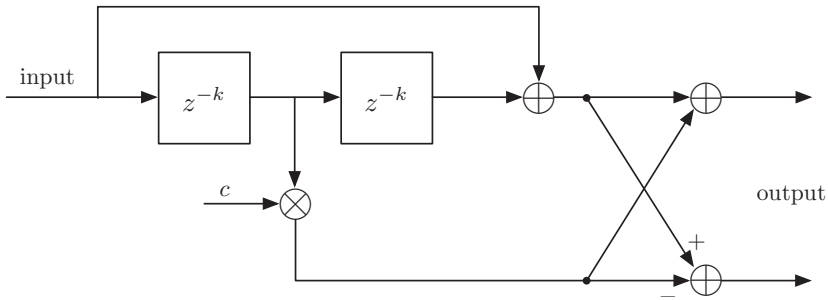 input
$z^{-k}$
$z^{-k}$
c
output
+
−